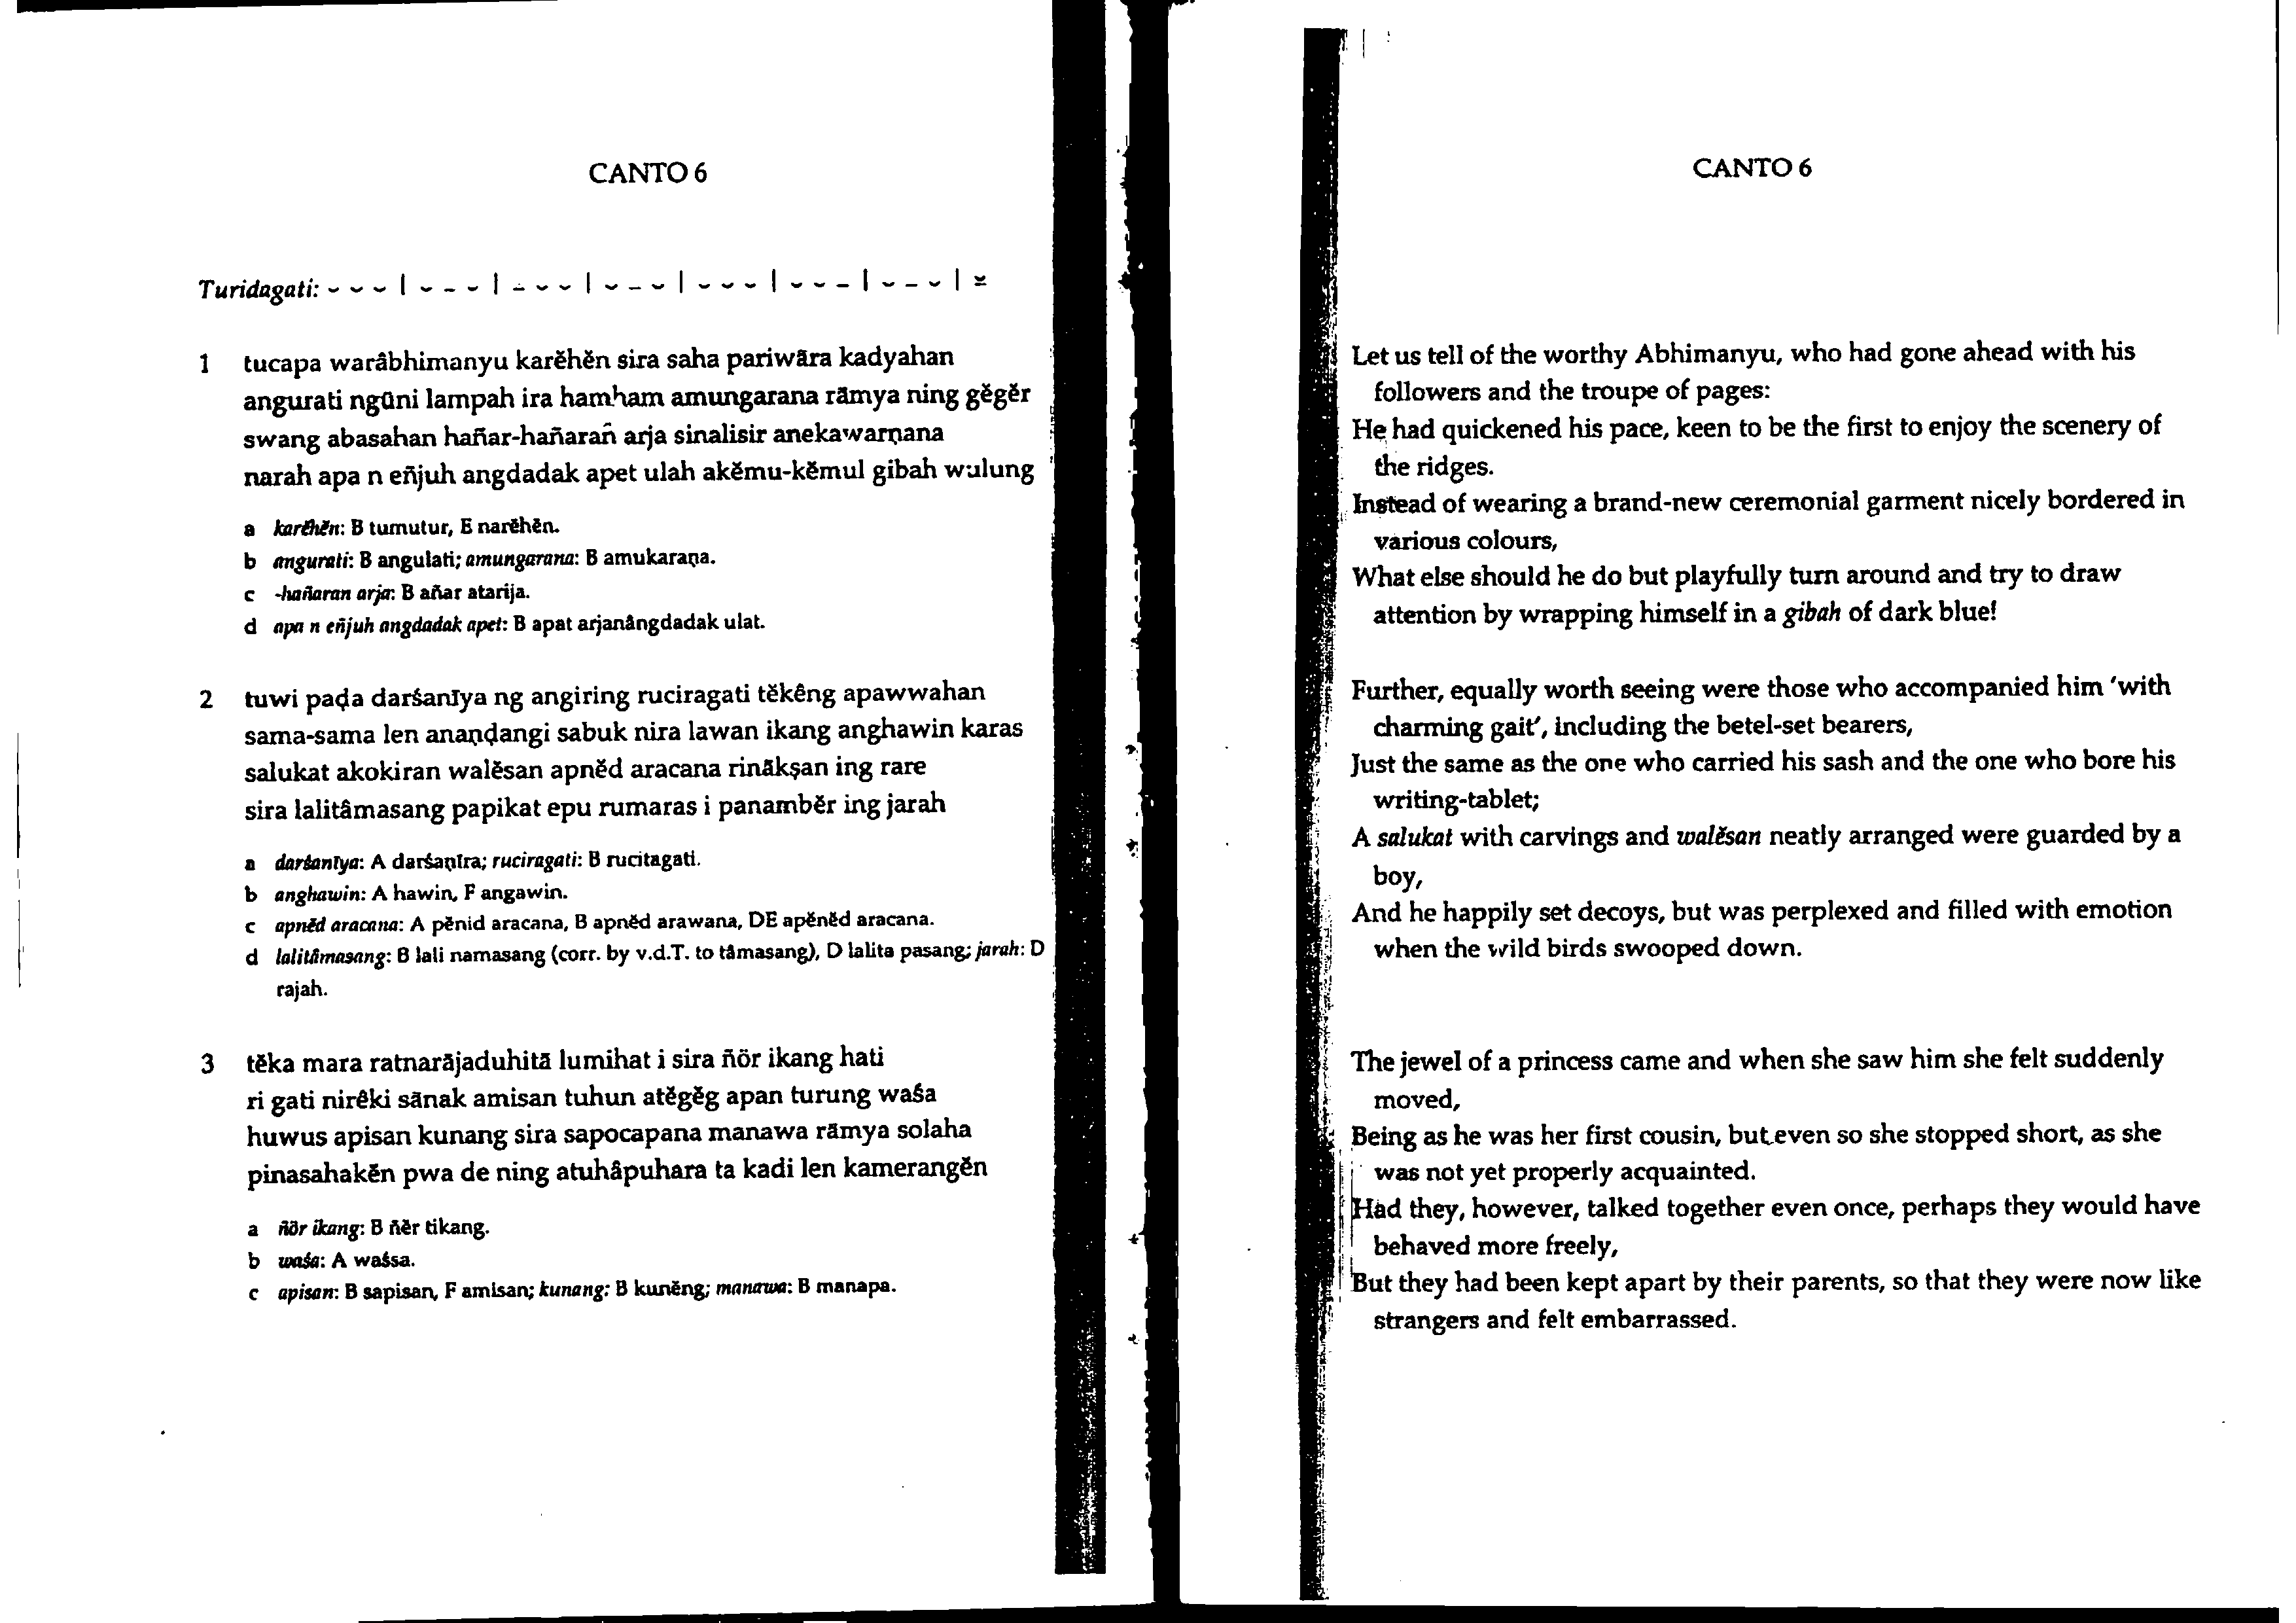 CANTO 6
Turidagati: ⏑ ⏑ ⏑ | ⏑ – ⏑ | – ⏑ ⏑ | ⏑ – ⏑ | ⏑ ⏑ ⏑ | ⏑ ⏑ – | ⏑ – ⏑ | ⏓
1 tucapa warâbhimanyu karĕhĕn sira saha pariwāra kadyahan
angurati ngūni lampah ira hamham amungarana rāmya ning gĕgĕr
swang abasahan hañar-hañaran arja sinalisir anekawarṇana
narah apa n eñjuh angdadak apet ulah akĕmu-kĕmul gibah wulung
a karĕhĕn: B tumutur, E narĕhĕn.
b angurati: B angulati; amungarana: B amukaraṇa.
c -hañaran arja: B añar atarija.
d apa n eñjuh angdadak apet: B apat arjanângdadak ulat.
2 tuwi paḍa darśanīya ng angiring ruciragati tĕkêng apawwahan
sama-sama len anaṇḍangi sabuk nira lawan ikang anghawin karas
salukat akokiran walĕsan apnĕd aracana rinākṣan ing rare
sira lalitâmasang papikat epu rumaras i panambĕr ing jarah
a darśanīya: A darśaṇīra; ruciragati: B rucitagati.
b anghawin: A hawin, F angawin.
c apnĕd aracana: A pĕnid aracana, B apnĕd arawana, DE apĕnĕd aracana.
d lalitâmasang: B lali namasang (corr. by v.d.T. to tâmasang), D lalita pasang; jarah: D
rajah.
3 tĕka mara ratnarājaduhitā lumihat i sira ñör ikang hati
ri gati nirêki sānak amisan tuhun atĕgĕg apan turung waśa
huwus apisan kunang sira sapocapana manawa rāmya solaha
pinasahakĕn pwa de ning atuhâpuhara ta kadi len kamerangĕn
a ñör ikang: B ñĕr tikang.
b waśa: A waśsa.
c apisan: B sapisan, F amisan; kunang: B kunĕng; manawa: B manapa.
CANTO 6
Let us tell of the worthy Abhimanyu, who had gone ahead with his
followers and the troupe of pages:
He had quickened his pace, keen to be the first to enjoy the scenery of
the ridges.
Instead of wearing a brand-new ceremonial garment nicely bordered in
various colours,
What else should he do but playfully turn around and try to draw
attention by wrapping himself in a gibah of dark blue!
Further, equally worth seeing were those who accompanied him 'with
charming gait', including the betel-set bearers,
Just the same as the one who carried his sash and the one who bore his
writing-tablet;
A salukat with carvings and walĕsan neatly arranged were guarded by a
boy,
And he happily set decoys, but was perplexed and filled with emotion
when the wild birds swooped down.
The jewel of a princess came and when she saw him she felt suddenly
moved,
Being as he was her first cousin, but even so she stopped short, as she
was not yet properly acquainted.
Had they, however, talked together even once, perhaps they would have
behaved more freely,
But they had been kept apart by their parents, so that they were now like
strangers and felt embarrassed.